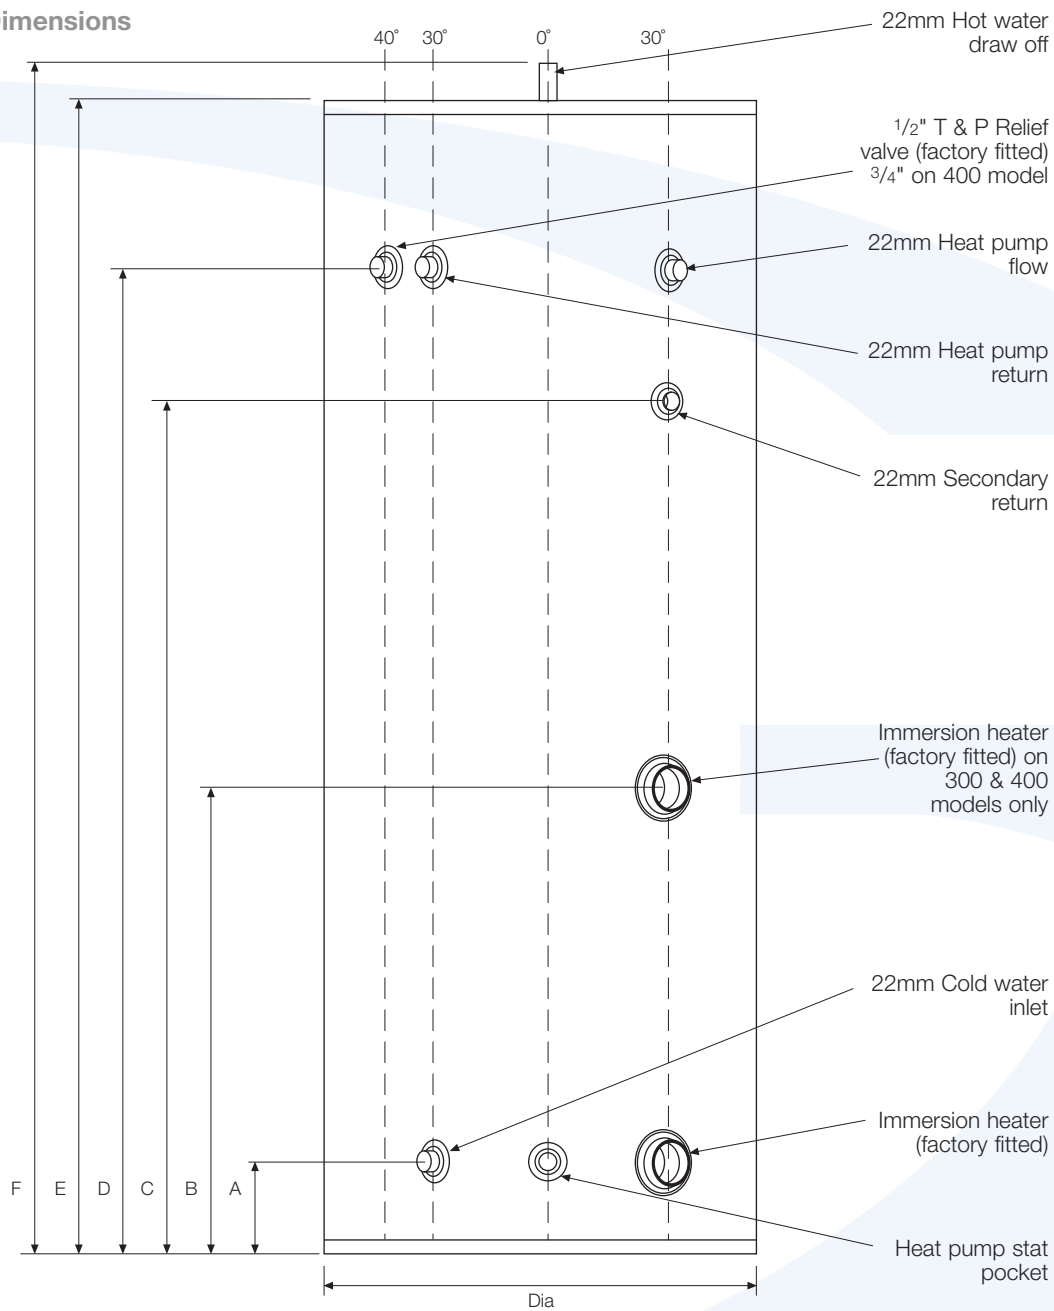 imensions
40° 30° 0° 30°
22mm Hot water
draw off
1/2" T & P Relief
valve (factory fitted)
3/4" on 400 model
22mm Heat pump
flow
22mm Heat pump
return
22mm Secondary
return
Immersion heater
(factory fitted) on
300 & 400
models only
22mm Cold water
inlet
Immersion heater
(factory fitted)
F E D C B A
Heat pump stat
pocket
Dia